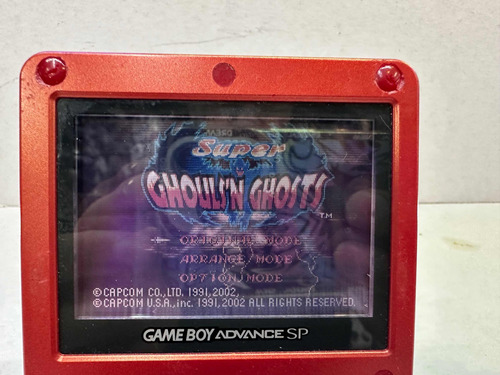 Super
GHOULS'N GHOSTS
TM
ORIGINAL MODE
ARRANGE MODE
OPTION MODE
©CAPCOM CO., LTD. 1991,2002,
©CAPCOM U.S.A., inc. 1991,2002 ALL RIGHTS RESERVED.
GAME BOY ADVANCE SP